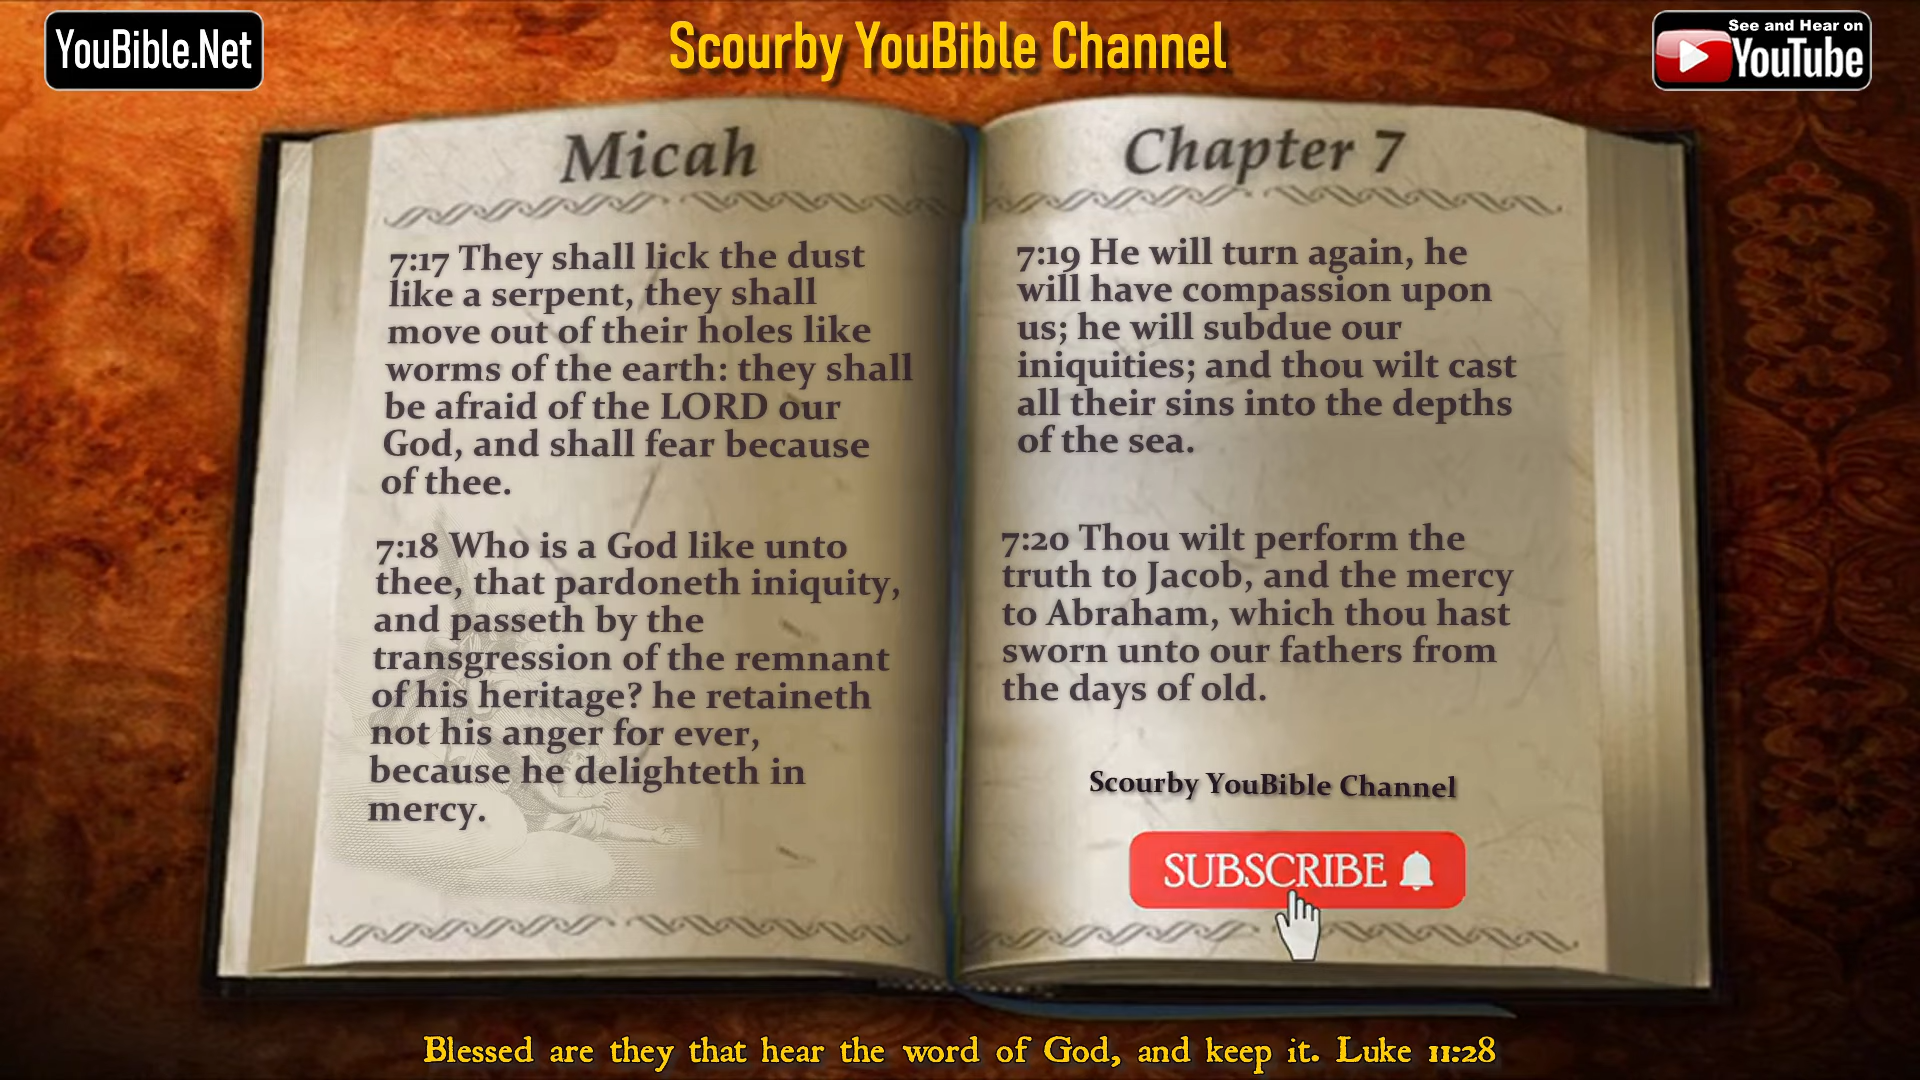 YouBible.Net
Scourby YouBible Channel
See and Hear on
YouTube
Micah
7:17 They shall lick the dust
like a serpent, they shall
move out of their holes like
worms of the earth: they shall
be afraid of the LORD our
God, and shall fear because
of thee.
7:18 Who is a God like unto
thee, that pardoneth iniquity,
and passeth by the
transgression of the remnant
of his heritage? he retaineth
not his anger for ever,
because he delighteth in
mercy.
Chapter 7
7:19 He will turn again, he
will have compassion upon
us; he will subdue our
iniquities; and thou wilt cast
all their sins into the depths
of the sea.
7:20 Thou wilt perform the
truth to Jacob, and the mercy
to Abraham, which thou hast
sworn unto our fathers from
the days of old.
Scourby YouBible Channel
SUBSCRIBE
Blessed are they that hear the word of God, and keep it. Luke 11:28